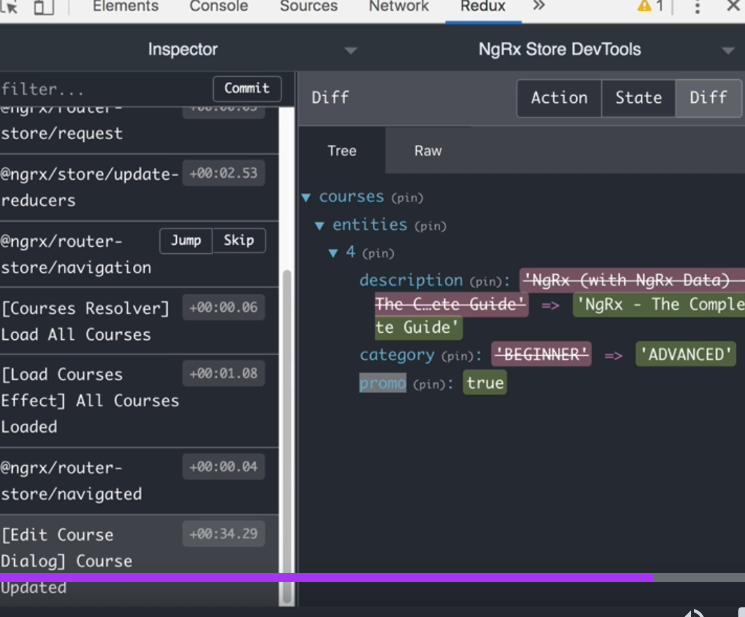 Elements Console Sources Network Redux » 1
Inspector NgRx Store DevTools
filter... Commit
Diff Action State Diff
Tree Raw
@ngrx/router-
store/request
@ngrx/store/update- +00:02.53
reducers
@ngrx/router- Jump Skip
store/navigation
[Courses Resolver] +00:00.06
Load All Courses
[Load Courses +00:01.08
Effect] All Courses
Loaded
@ngrx/router- +00:00.04
store/navigated
[Edit Course +00:34.29
Dialog] Course
Updated
courses (pin)
entities (pin)
4 (pin)
description (pin): 'NgRx (with NgRx Data) -
The C…ete Guide' => 'NgRx - The Comple
te Guide'
category (pin): 'BEGINNER' => 'ADVANCED'
promo (pin): true